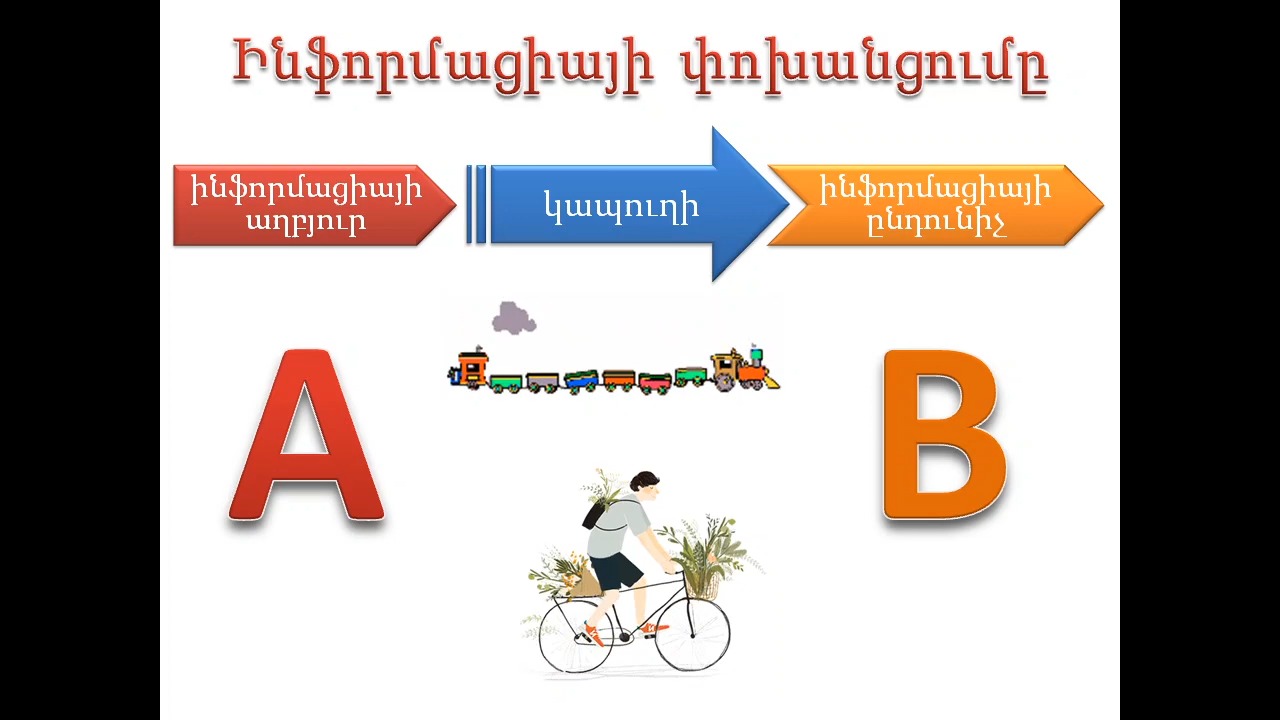 Ինֆորմացիայի փոխանցումը
ինֆորմացիայի
աղբյուր
կապուղի
ինֆորմացիայի
ընդունիչ
A
B